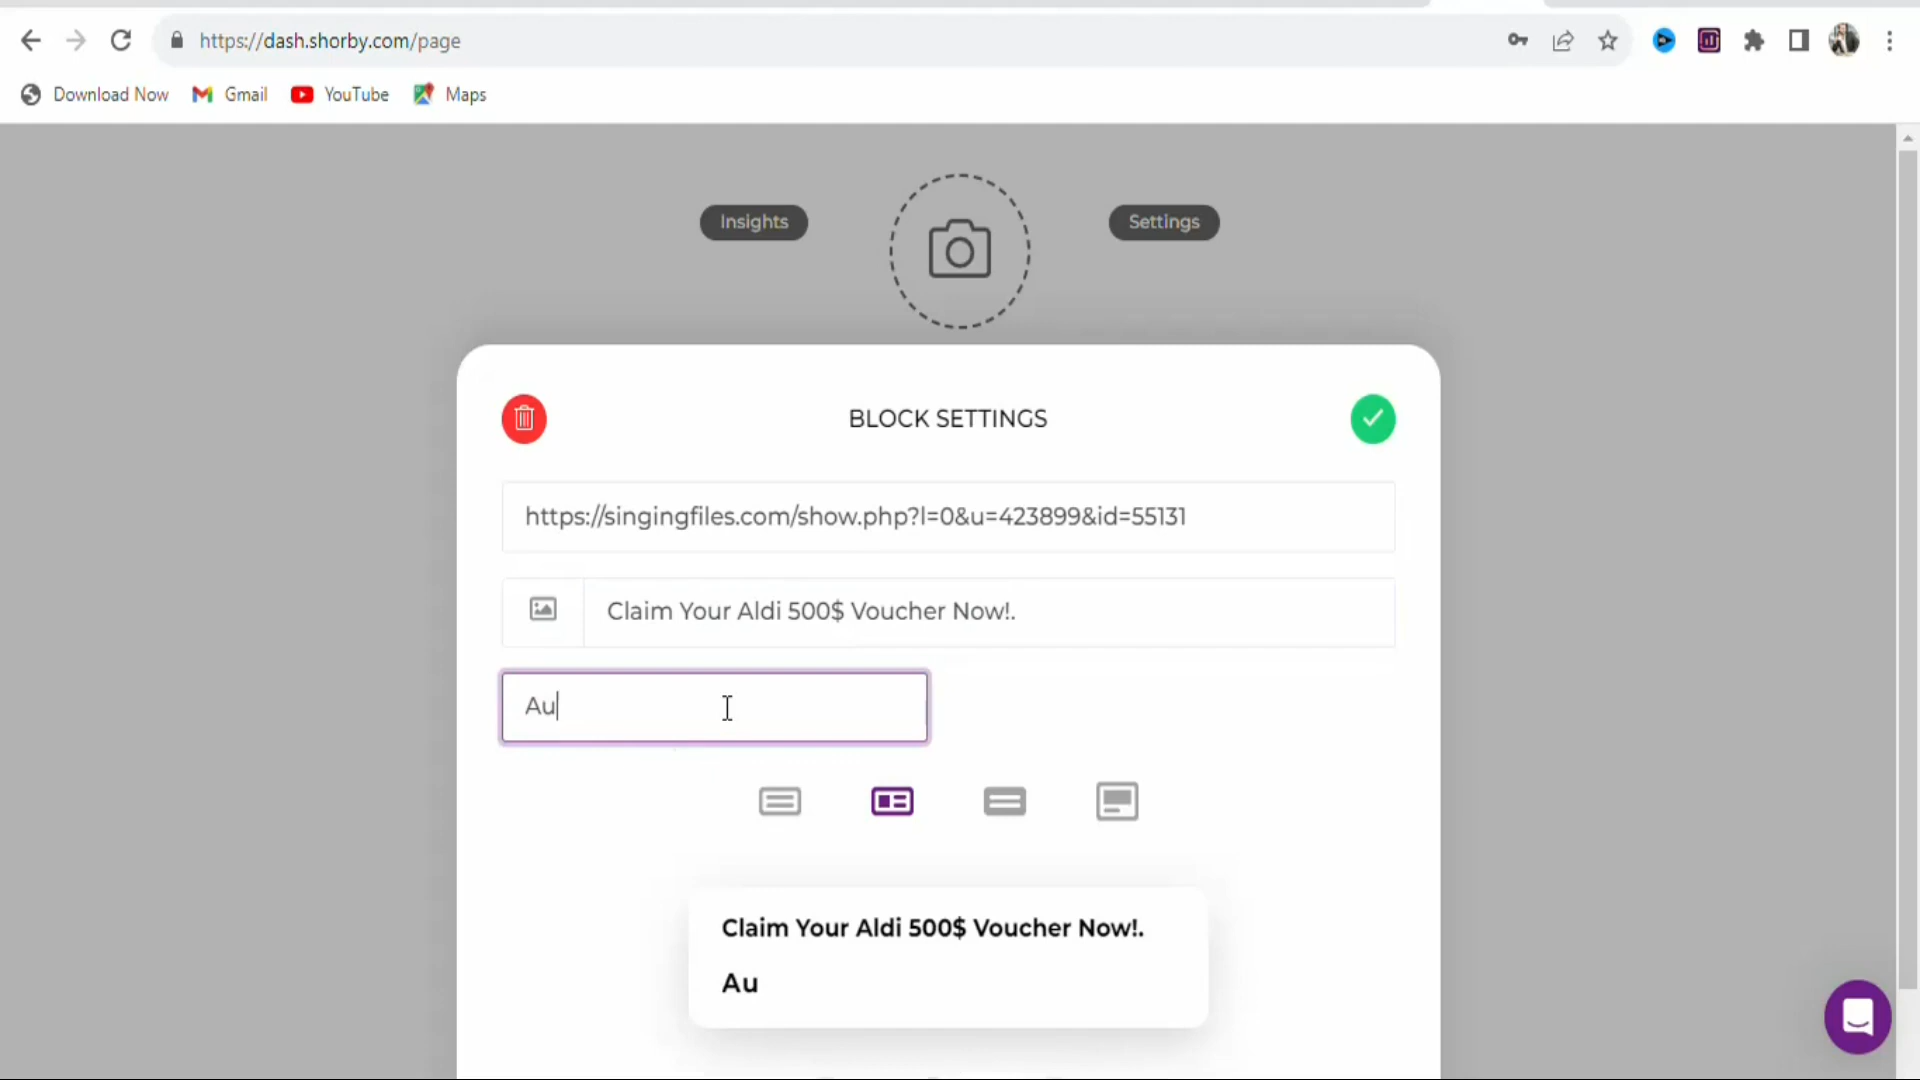 https://dash.shorby.com/page
Download Now Gmail YouTube Maps
Insights Settings
BLOCK SETTINGS
https://singingfiles.com/show.php?l=0&u=423899&id=55131
Claim Your Aldi 500$ Voucher Now!.
Au
Claim Your Aldi 500$ Voucher Now!.
Au